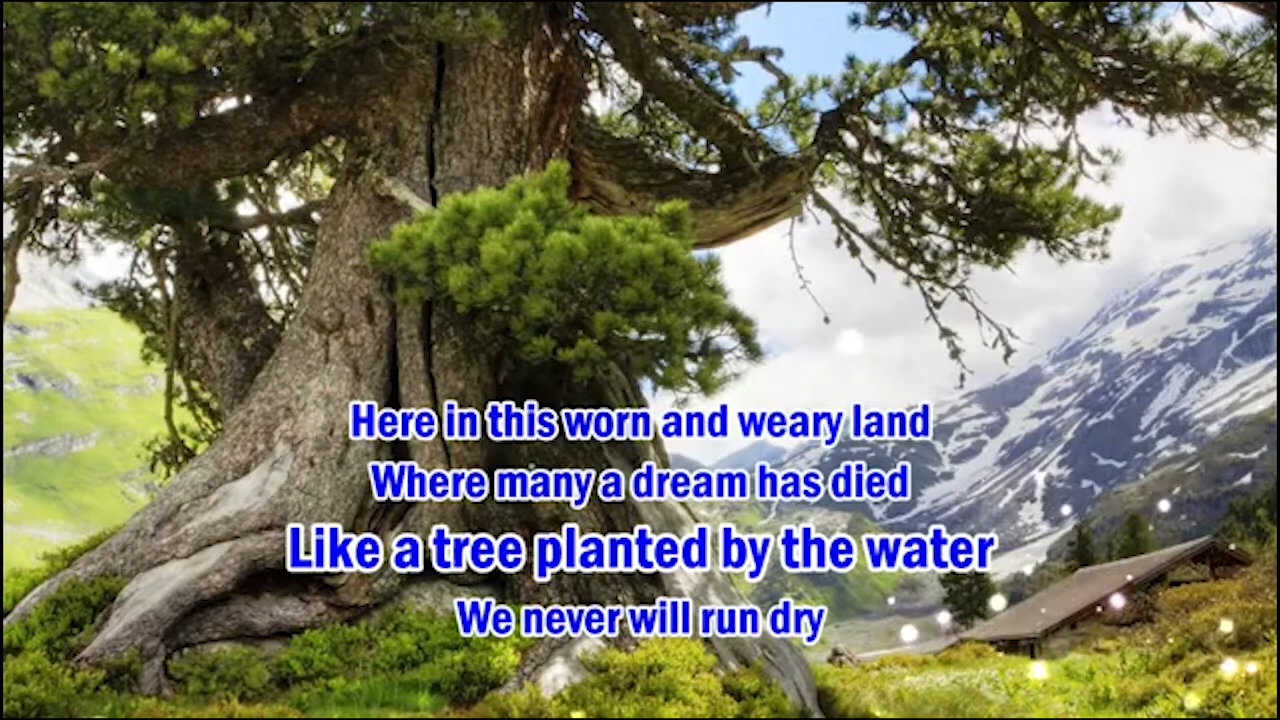 Here in this worn and weary land
Where many a dream has died
Like a tree planted by the water
We never will run dry